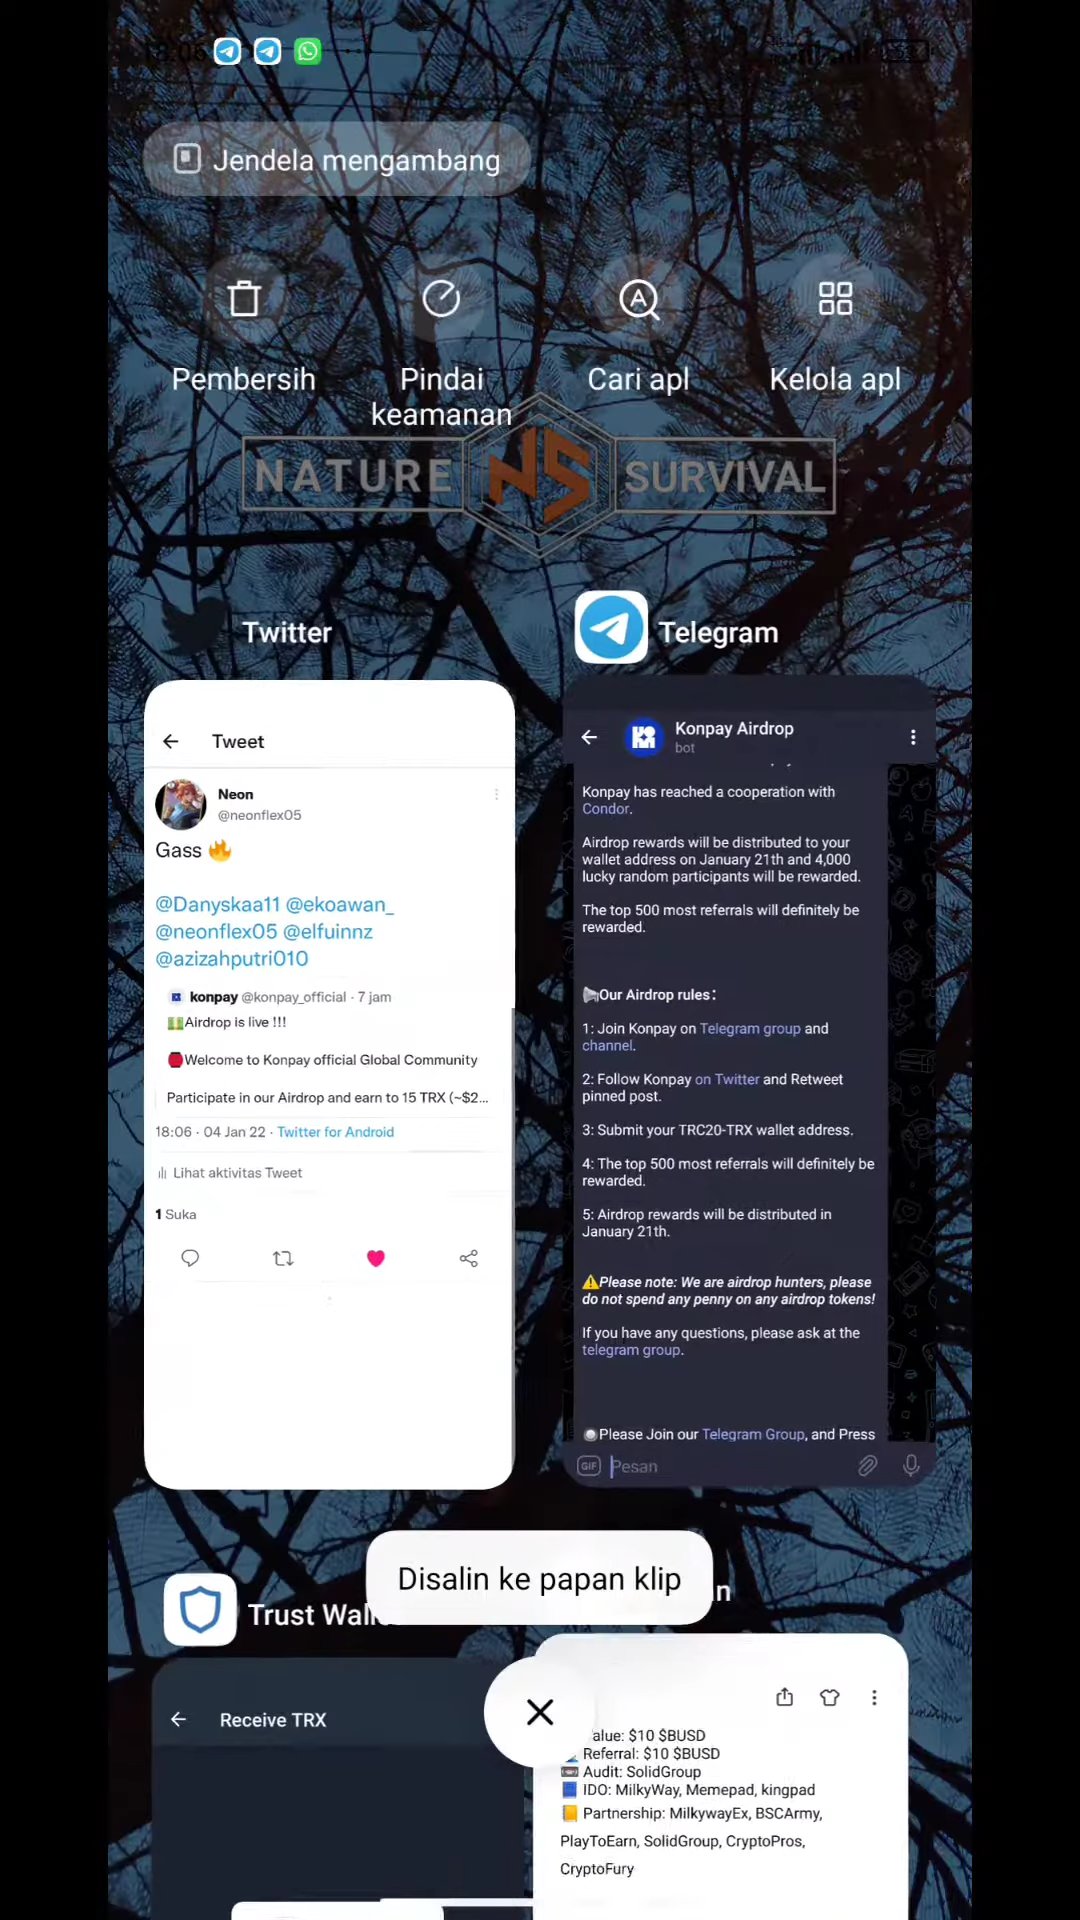 18:06
Jendela mengambang
Pembersih
Pindai
keamanan
Cari apl
Kelola apl
NATURE NS SURVIVAL
Twitter
Tweet
Neon
@neonflex05
Gass 🔥
@Danyskaa11 @ekoawan_
@neonflex05 @elfuinnz
@azizahputri010
konpay @konpay_official · 7 jam
💵Airdrop is live !!!
🏮Welcome to Konpay official Global Community
Participate in our Airdrop and earn to 15 TRX (~$2...
18:06 · 04 Jan 22 · Twitter for Android
Lihat aktivitas Tweet
1 Suka
Telegram
Konpay Airdrop
bot
Konpay has reached a cooperation with
Condor.
Airdrop rewards will be distributed to your
wallet address on January 21th and 4,000
lucky random participants will be rewarded.
The top 500 most referrals will definitely be
rewarded.
📢Our Airdrop rules:
1: Join Konpay on Telegram group and
channel.
2: Follow Konpay on Twitter and Retweet
pinned post.
3: Submit your TRC20-TRX wallet address.
4: The top 500 most referrals will definitely be
rewarded.
5: Airdrop rewards will be distributed in
January 21th.
⚠️Please note: We are airdrop hunters, please
do not spend any penny on any airdrop tokens!
If you have any questions, please ask at the
telegram group.
Please Join our Telegram Group, and Press
GIF Pesan
Disalin ke papan klip
Trust Wall
Receive TRX
alue: $10 $BUSD
Referral: $10 $BUSD
📼 Audit: SolidGroup
📘 IDO: MilkyWay, Memepad, kingpad
📒 Partnership: MilkywayEx, BSCArmy,
PlayToEarn, SolidGroup, CryptoPros,
CryptoFury